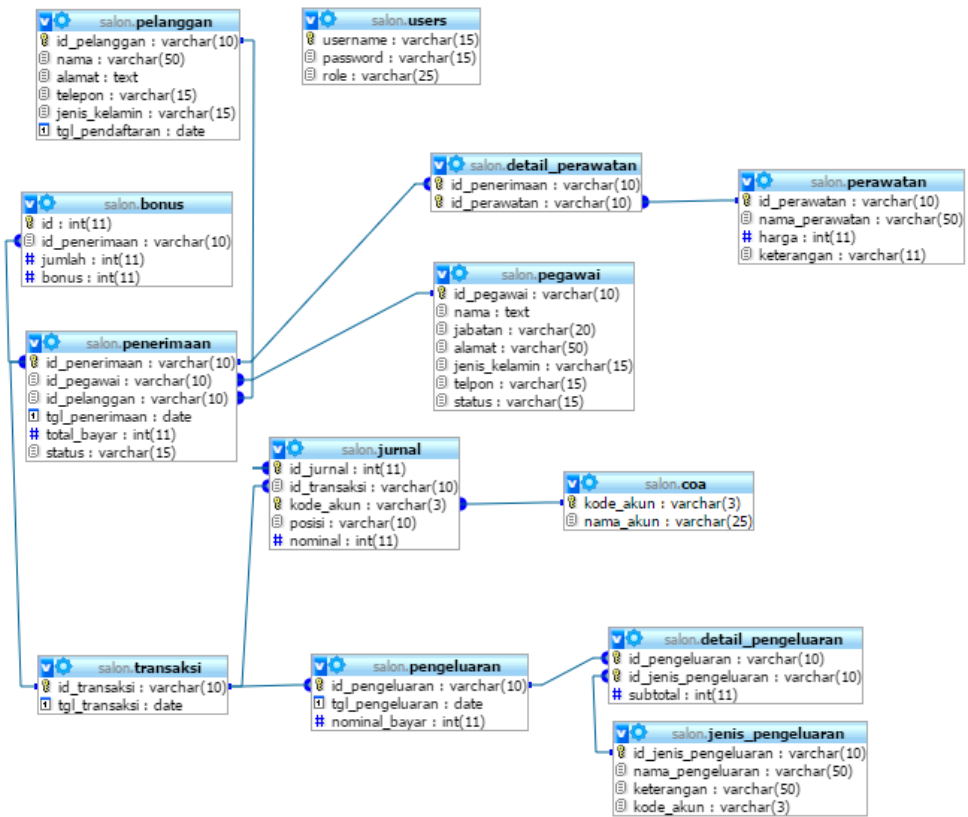 salon.pelanggan
id_pelanggan : varchar(10)
nama : varchar(50)
alamat : text
telepon : varchar(15)
jenis_kelamin : varchar(15)
tgl_pendaftaran : date
salon.users
username : varchar(15)
password : varchar(15)
role : varchar(25)
salon.bonus
id : int(11)
id_penerimaan : varchar(10)
jumlah : int(11)
bonus : int(11)
salon.detail_perawatan
id_penerimaan : varchar(10)
id_perawatan : varchar(10)
salon.perawatan
id_perawatan : varchar(10)
nama_perawatan : varchar(50)
harga : int(11)
keterangan : varchar(11)
salon.pegawai
id_pegawai : varchar(10)
nama : text
jabatan : varchar(20)
alamat : varchar(50)
jenis_kelamin : varchar(15)
telpon : varchar(15)
status : varchar(15)
salon.penerimaan
id_penerimaan : varchar(10)
id_pegawai : varchar(10)
id_pelanggan : varchar(10)
tgl_penerimaan : date
total_bayar : int(11)
status : varchar(15)
salon.jurnal
id_jurnal : int(11)
id_transaksi : varchar(10)
kode_akun : varchar(3)
posisi : varchar(10)
nominal : int(11)
salon.coa
kode_akun : varchar(3)
nama_akun : varchar(25)
salon.transaksi
id_transaksi : varchar(10)
tgl_transaksi : date
salon.pengeluaran
id_pengeluaran : varchar(10)
tgl_pengeluaran : date
nominal_bayar : int(11)
salon.detail_pengeluaran
id_pengeluaran : varchar(10)
id_jenis_pengeluaran : varchar(10)
subtotal : int(11)
salon.jenis_pengeluaran
id_jenis_pengeluaran : varchar(10)
nama_pengeluaran : varchar(50)
keterangan : varchar(50)
kode_akun : varchar(3)